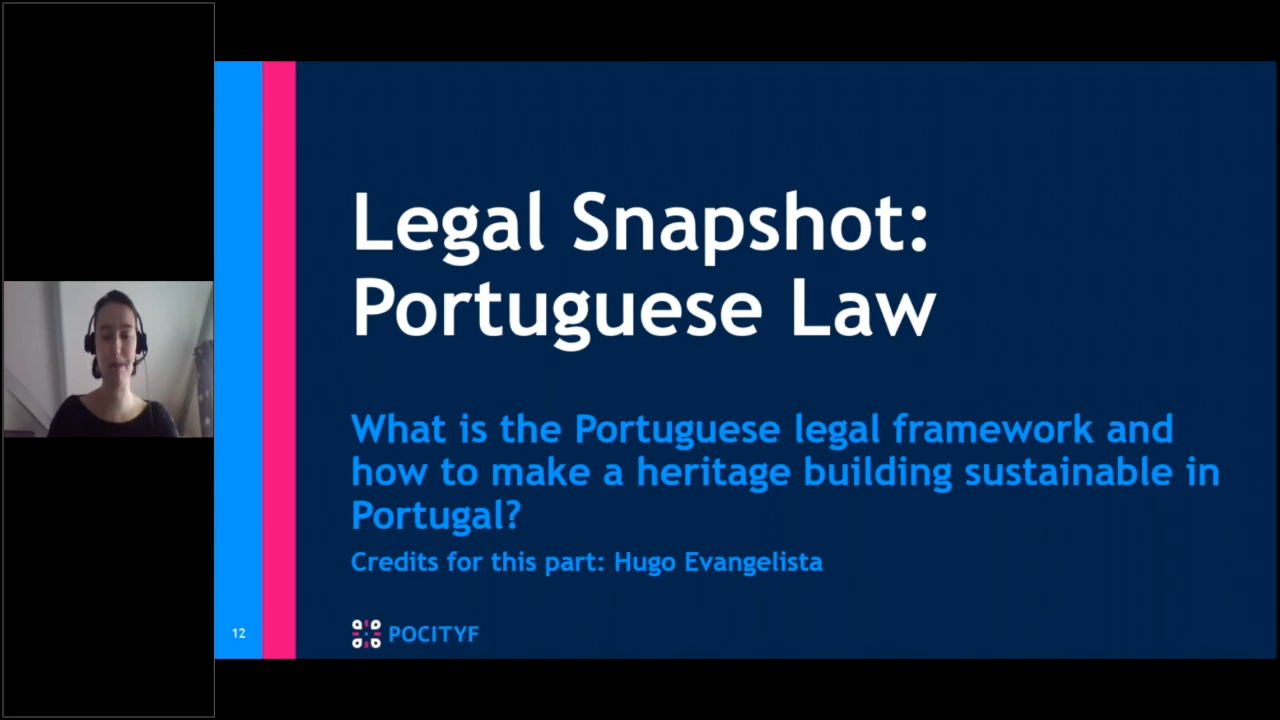 Legal Snapshot:
Portuguese Law
What is the Portuguese legal framework and
how to make a heritage building sustainable in
Portugal?
Credits for this part: Hugo Evangelista
12
POCITYF